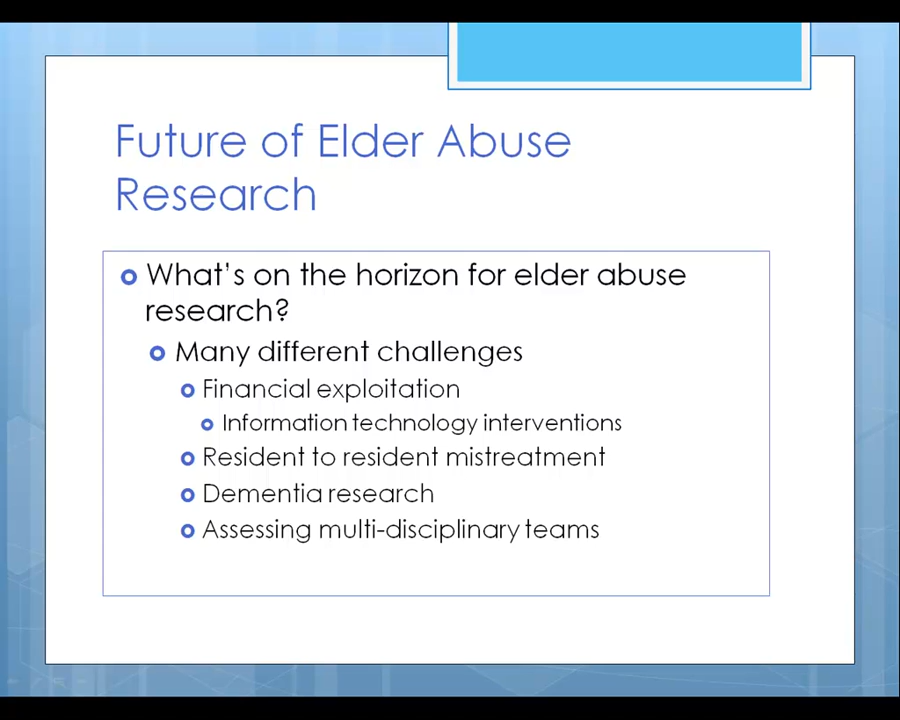 Future of Elder Abuse
Research
What's on the horizon for elder abuse
research?
Many different challenges
Financial exploitation
Information technology interventions
Resident to resident mistreatment
Dementia research
Assessing multi-disciplinary teams